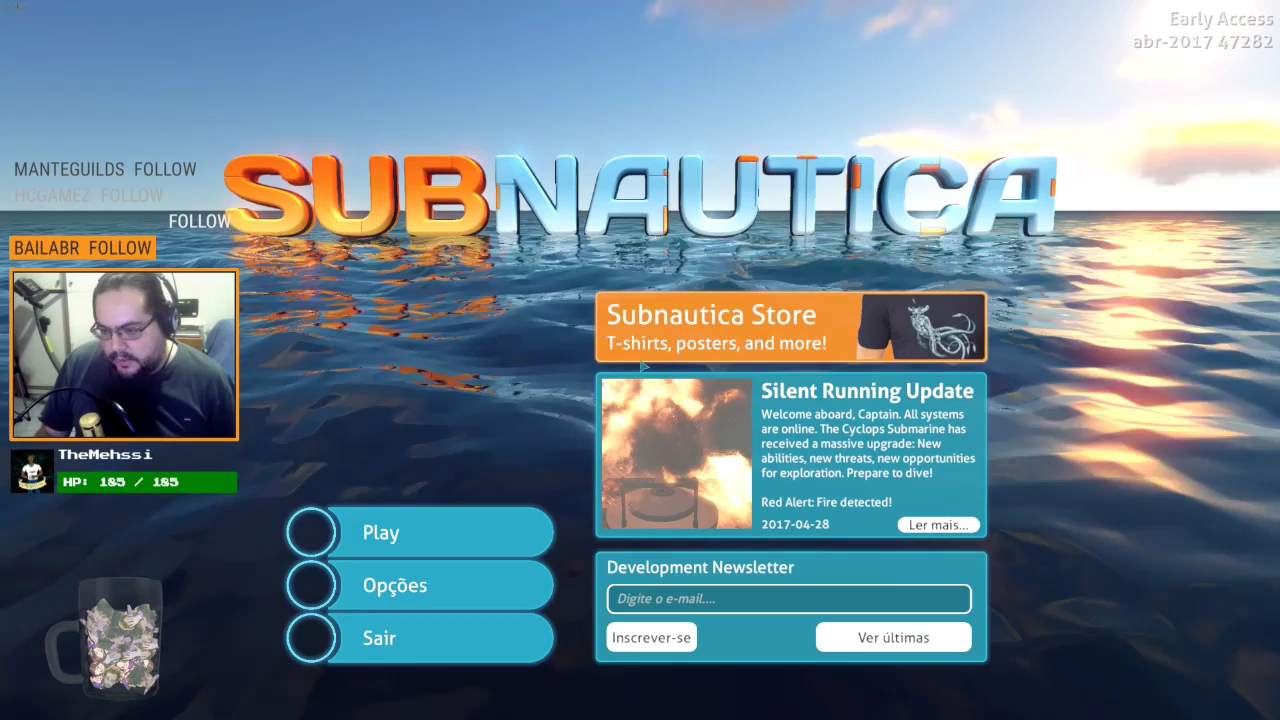 Early Access
abr-2017 47282
SUBNAUTICA
MANTEGUILDS FOLLOW
HCGAMEZ FOLLOW
FOLLOW
BAILABR FOLLOW
TheMehssi
HP: 185 / 185
Subnautica Store
T-shirts, posters, and more!
Silent Running Update
Welcome aboard, Captain. All systems
are online. The Cyclops Submarine has
received a massive upgrade: New
abilities, new threats, new opportunities
for exploration. Prepare to dive!
Red Alert: Fire detected!
2017-04-28
Ler mais...
Play
Opções
Sair
Development Newsletter
Digite o e-mail....
Inscrever-se
Ver últimas